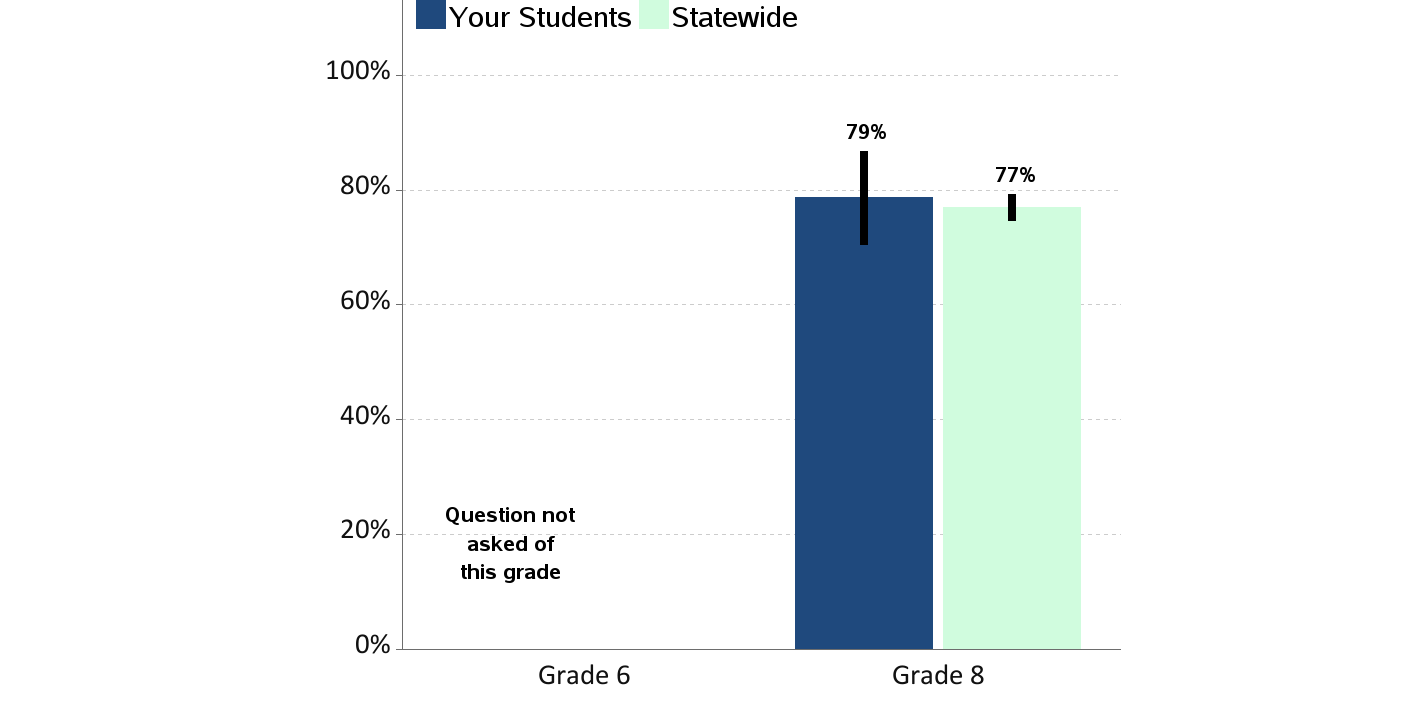 Your Students Statewide
100%
79%
77%
80%
60%
40%
Question not
20%
asked of
this grade
0%
Grade 6 Grade 8